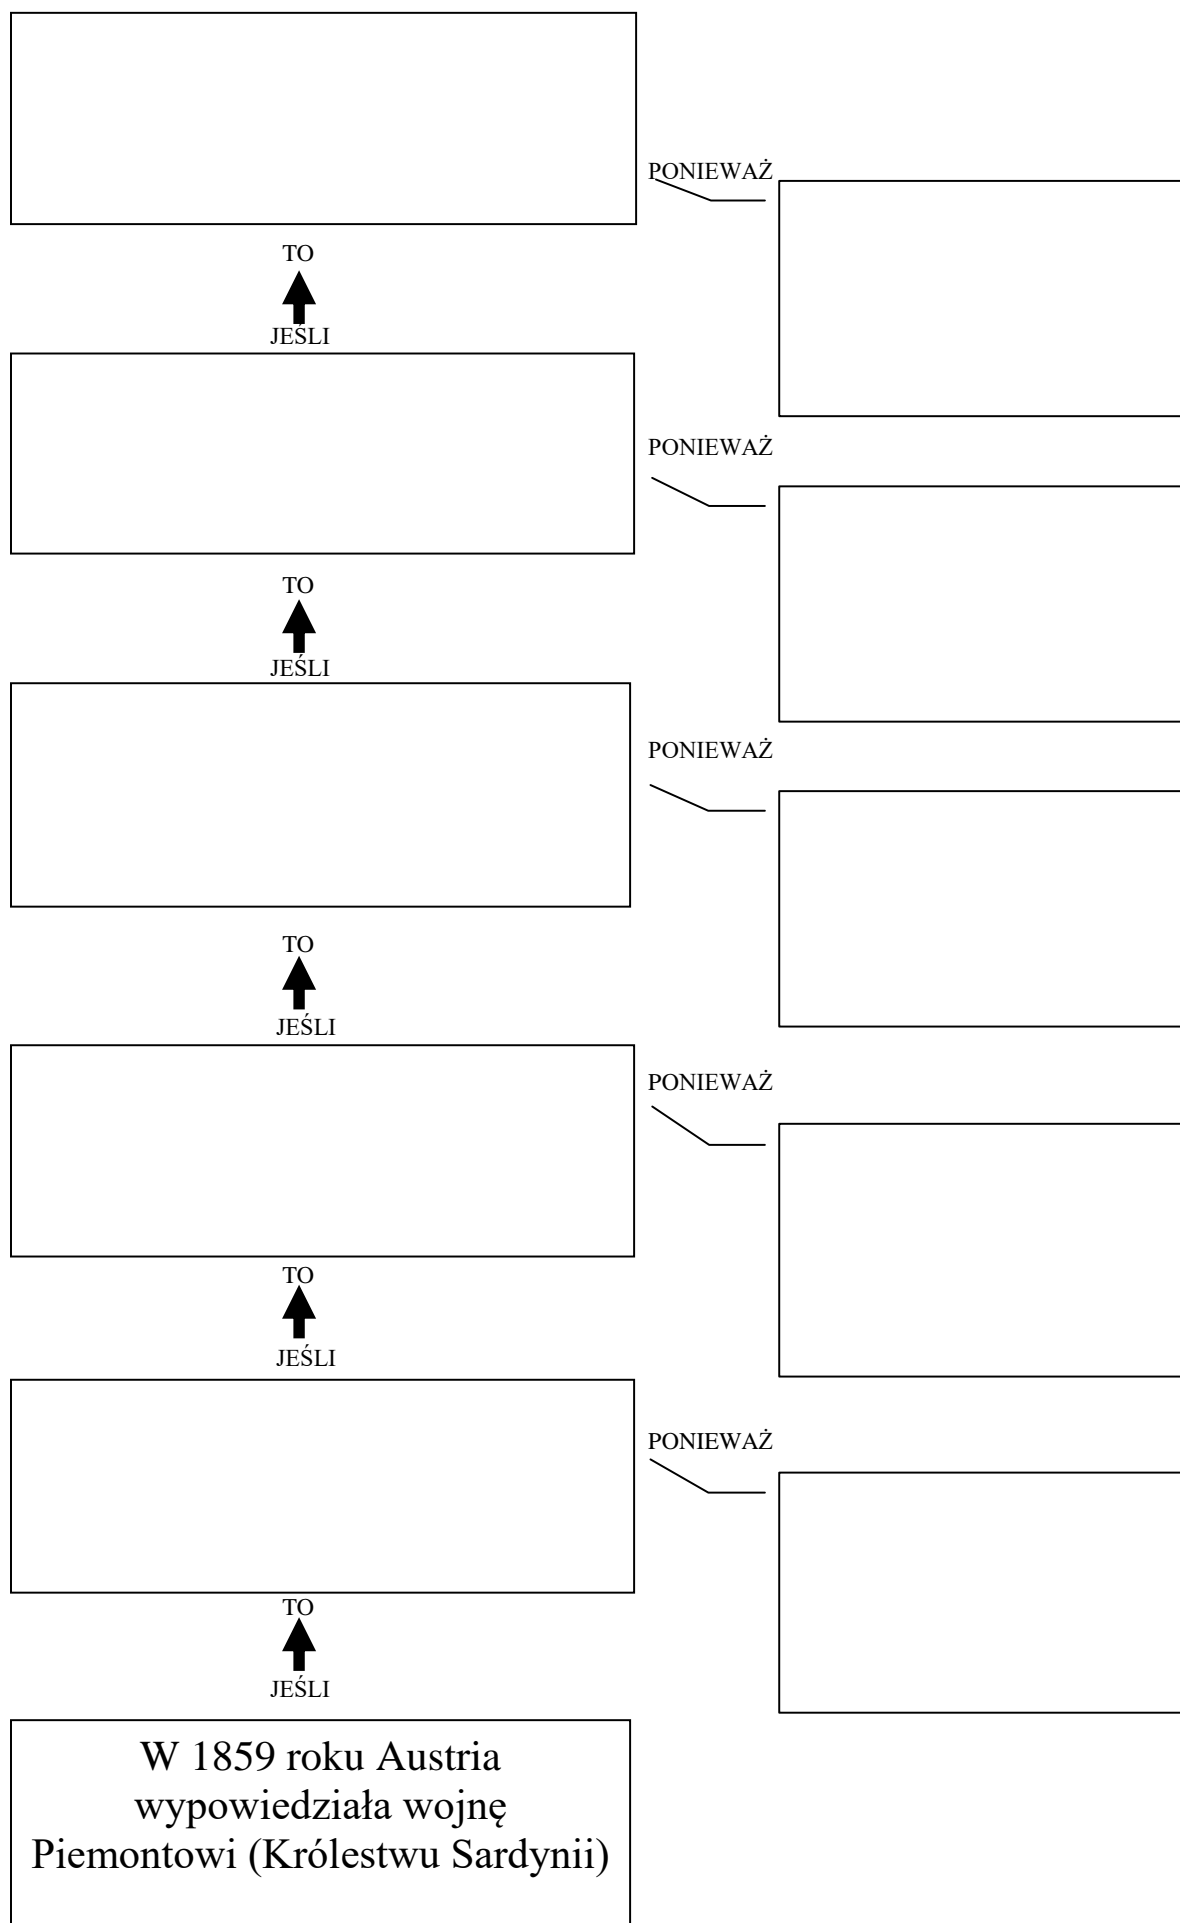 PONIEWAŻ
TO
JEŚLI
PONIEWAŻ
TO
JEŚLI
PONIEWAŻ
TO
JEŚLI
PONIEWAŻ
TO
JEŚLI
PONIEWAŻ
TO
JEŚLI
W 1859 roku Austria
wypowiedziała wojnę
Piemontowi (Królestwu Sardynii)